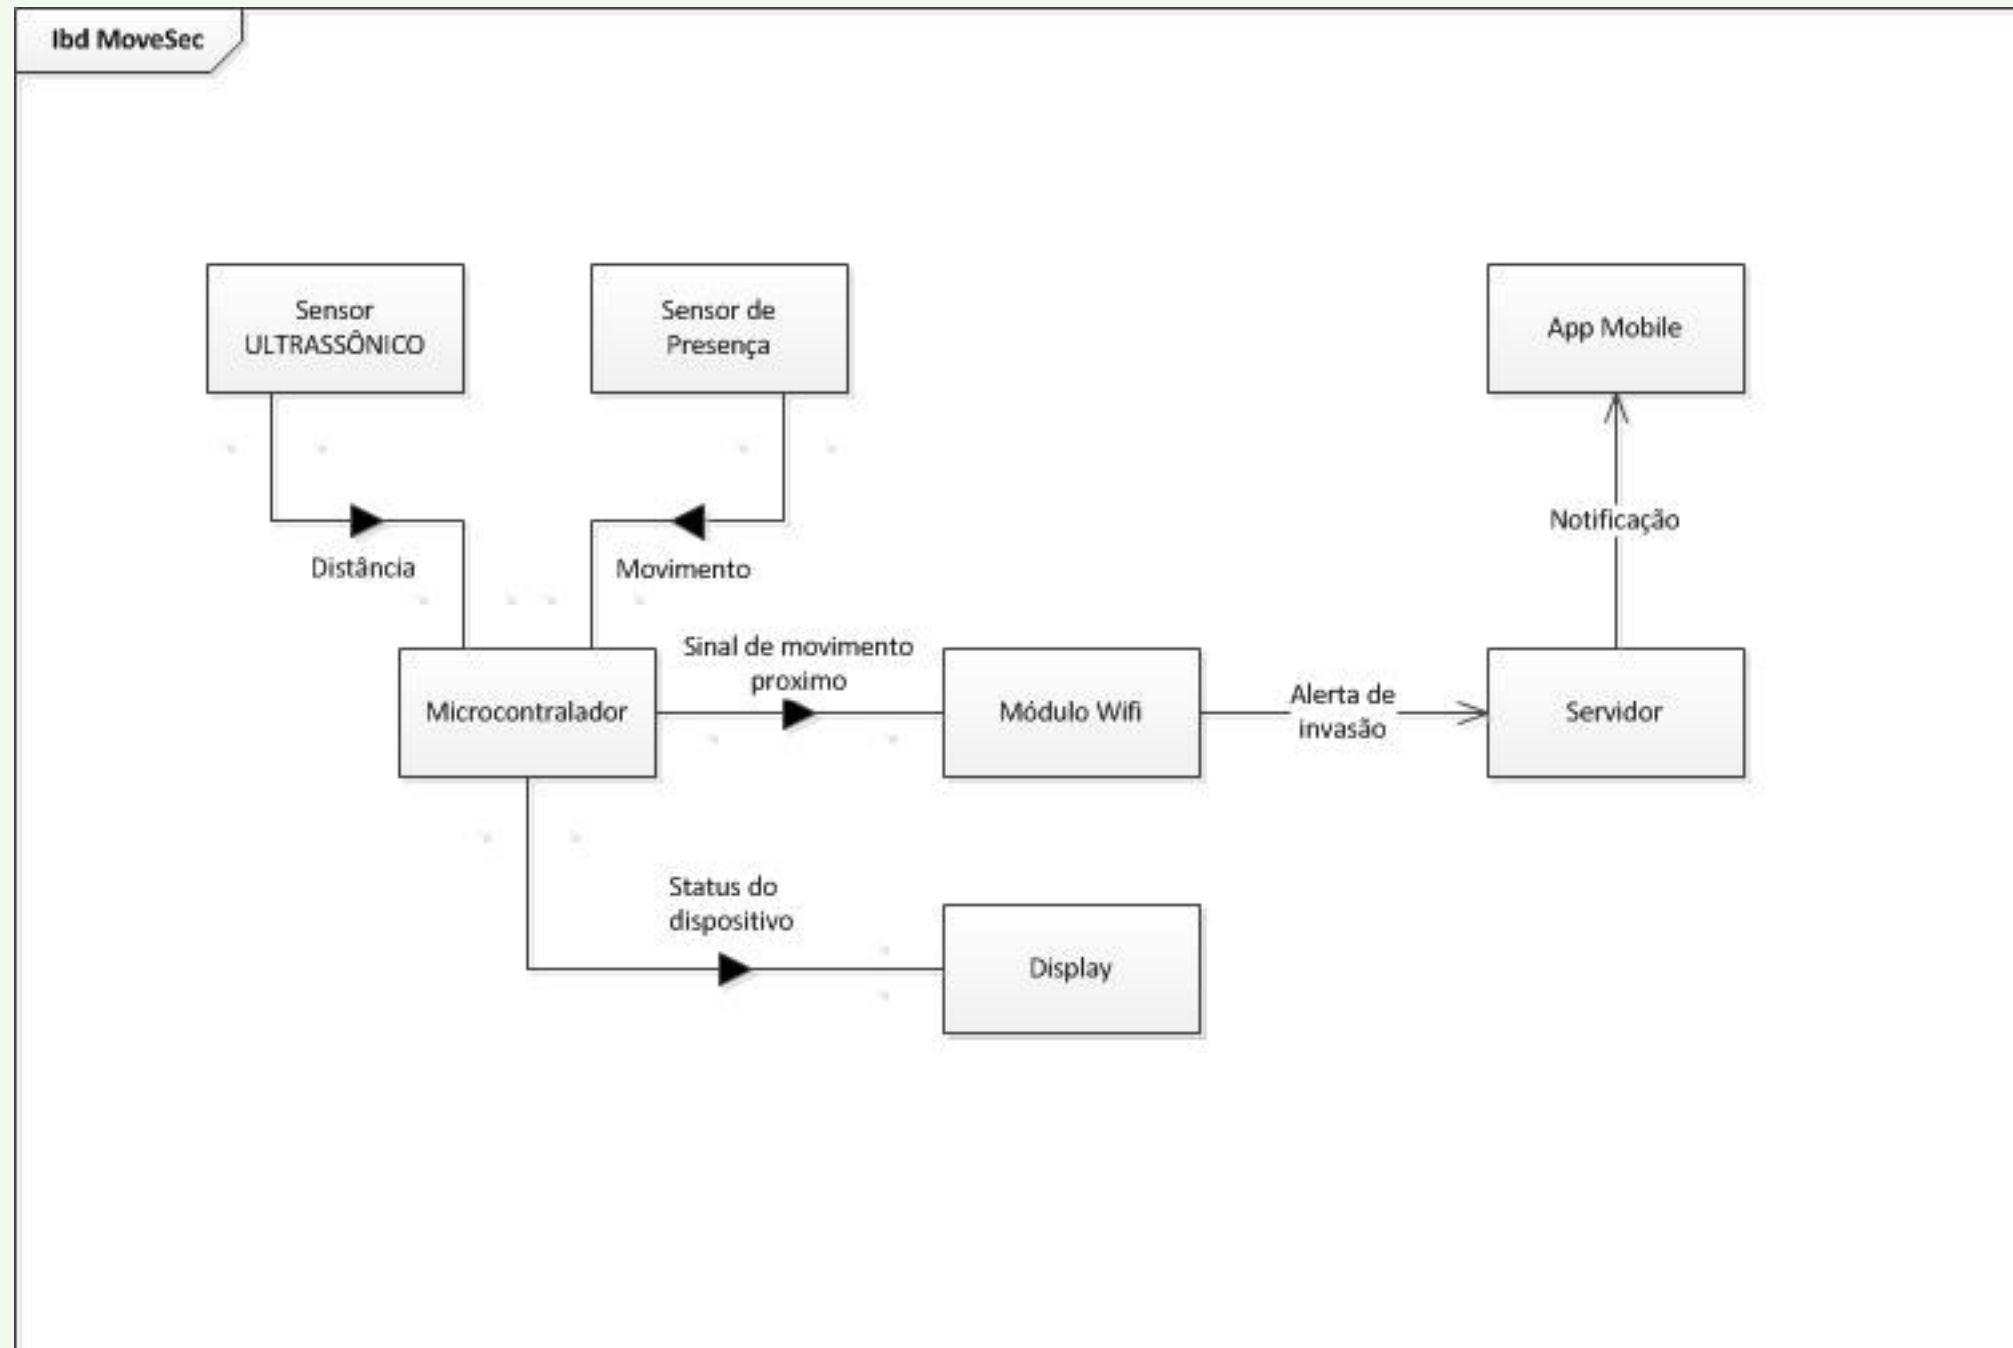 Ibd MoveSec
Sensor
ULTRASSÔNICO
Sensor de
Presença
App Mobile
Distância
Movimento
Notificação
Microcontralador
Sinal de movimento
proximo
Módulo Wifi
Alerta de
invasão
Servidor
Status do
dispositivo
Display